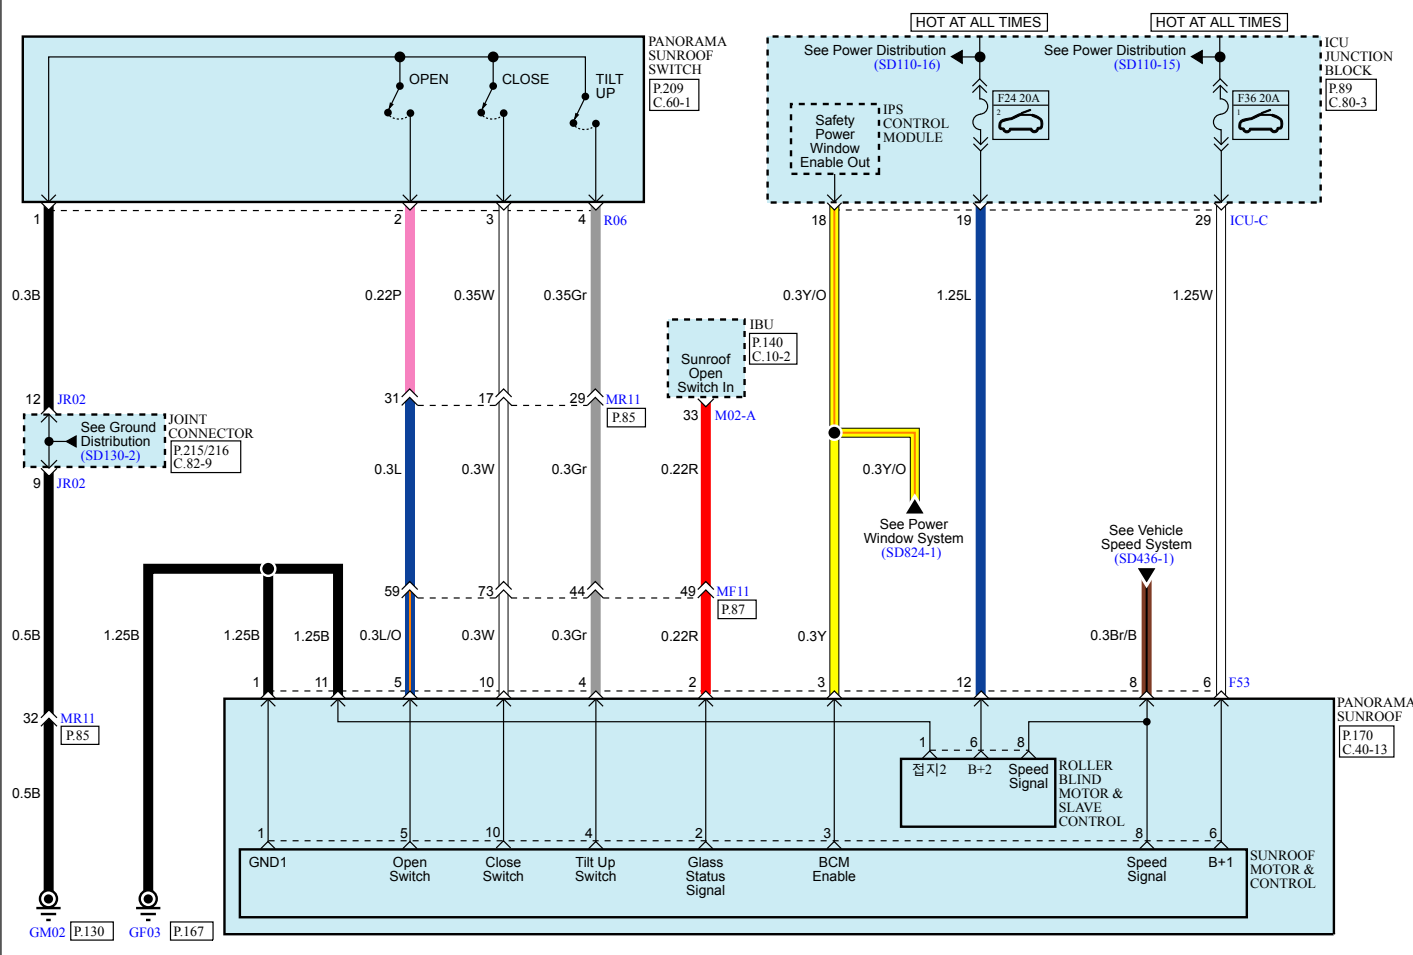 HOT AT ALL TIMES
HOT AT ALL TIMES
PANORAMA
SUNROOF
SWITCH
P.209
C.60-1
OPEN
CLOSE
TILT
UP
See Power Distribution
(SD110-16)
See Power Distribution
(SD110-15)
ICU
JUNCTION
BLOCK
P.89
C.80-3
F24 20A
2
F36 20A
1
Safety
Power
Window
Enable Out
IPS
CONTROL
MODULE
1
2
3
4
R06
18
19
29
ICU-C
0.3B
0.22P
0.35W
0.35Gr
0.3Y/O
1.25L
1.25W
IBU
P.140
C.10-2
Sunroof
Open
Switch In
12
JR02
31
17
29
MR11
P.85
33
M02-A
See Ground
Distribution
(SD130-2)
JOINT
CONNECTOR
P.215/216
C.82-9
9
JR02
0.3L
0.3W
0.3Gr
0.22R
0.3Y/O
See Power
Window System
(SD824-1)
See Vehicle
Speed System
(SD436-1)
59
73
44
49
MF11
P.87
0.5B
1.25B
1.25B
1.25B
0.3L/O
0.3W
0.3Gr
0.22R
0.3Y
0.3Br/B
1
11
5
10
4
2
3
12
8
6
F53
32
MR11
P.85
PANORAMA
SUNROOF
P.170
C.40-13
1
6
8
접지2
B+2
Speed
Signal
ROLLER
BLIND
MOTOR &
SLAVE
CONTROL
0.5B
1
5
10
4
2
3
8
6
GND1
Open
Switch
Close
Switch
Tilt Up
Switch
Glass
Status
Signal
BCM
Enable
Speed
Signal
B+1
SUNROOF
MOTOR &
CONTROL
GM02
P.130
GF03
P.167